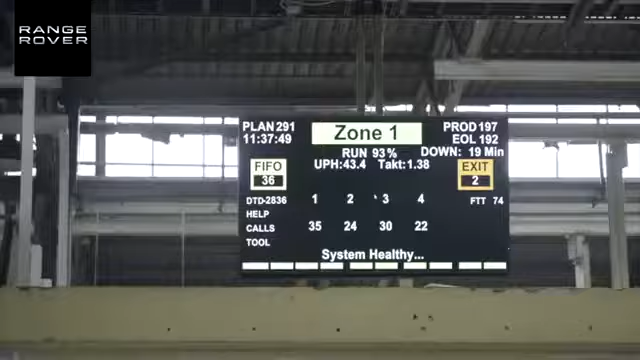 RANGE
ROVER
PLAN 291
Zone 1
PROD 197
11:37:49
EOL 192
RUN 93 %
DOWN: 19 Min
FIFO
UPH:43.4 Takt:1.38
EXIT
36
2
DTD-2836
1 2 3 4
FTT 74
HELP
CALLS
35 24 30 22
TOOL
System Healthy...